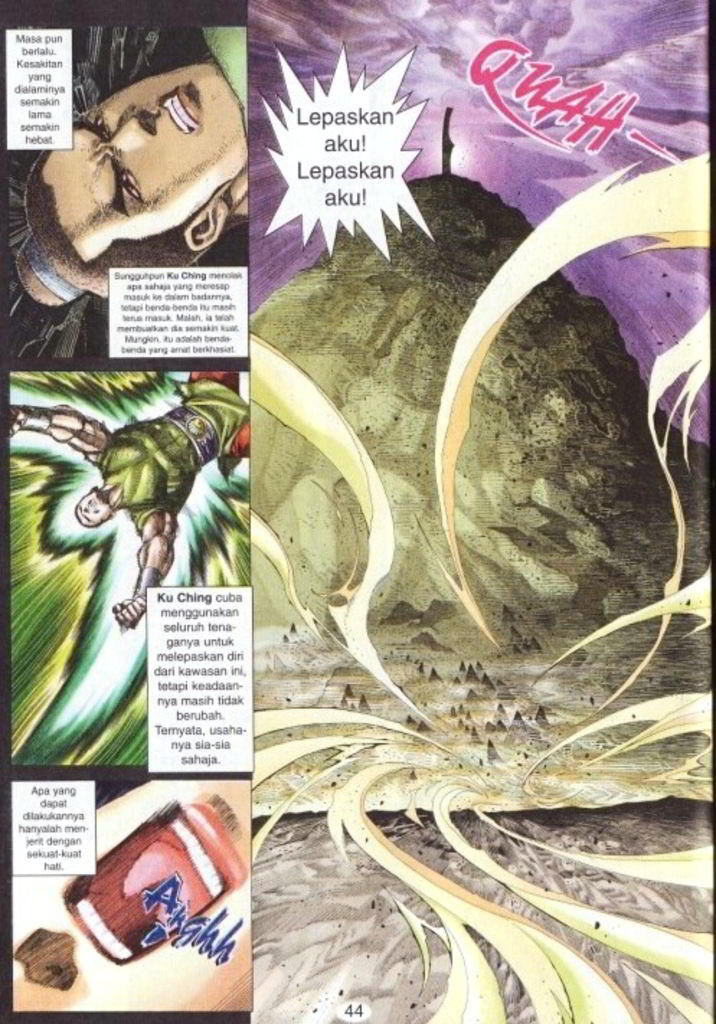 Masa pun
berlalu.
Kesakitan
yang
dialaminya
semakin
lama
semakin
hebat.
Sungguhpun Ku Ching menolak
apa sahaja yang meresap
masuk ke dalam badannya,
tetapi benda-benda itu masih
terus masuk. Malah, ia telah
membuatkan dia semakin kuat.
Mungkin, itu adalah benda-
benda yang amat berkhasiat.
Ku Ching cuba
menggunakan
seluruh tena-
ganya untuk
melepaskan diri
dari kawasan ini,
tetapi keadaan-
nya masih tidak
berubah.
Ternyata, usaha-
nya sia-sia
sahaja.
Apa yang
dapat
dilakukannya
hanyalah men-
jerit dengan
sekuat-kuat
hati.
Arghh
Lepaskan
aku!
Lepaskan
aku!
QUAH
44